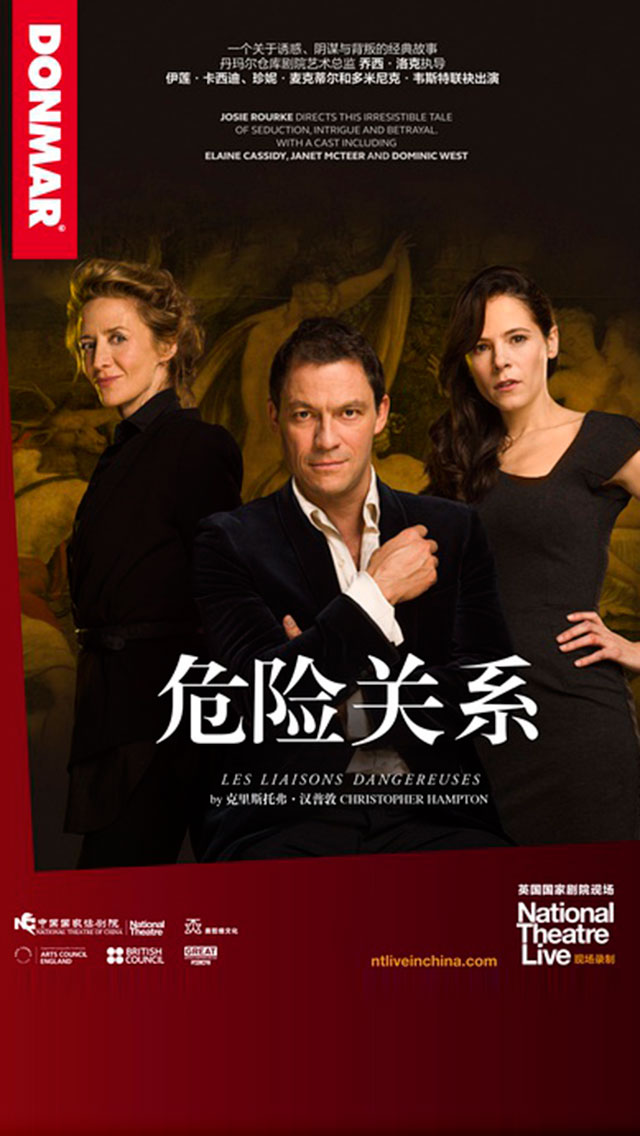 DONMAR
一个关于诱惑、阴谋与背叛的经典故事
丹玛尔仓库剧院艺术总监 乔西·洛克执导
伊莲·卡西迪、珍妮·麦克蒂尔和多米尼克·韦斯特联袂出演
JOSIE ROURKE DIRECTS THIS IRRESISTIBLE TALE
OF SEDUCTION, INTRIGUE AND BETRAYAL.
WITH A CAST INCLUDING
ELAINE CASSIDY, JANET MCTEER AND DOMINIC WEST
危险关系
LES LIAISONS DANGEREUSES
by 克里斯托弗·汉普敦 CHRISTOPHER HAMPTON
英国国家剧院现场
National
Theatre
Live 现场录制
中国国家话剧院
NATIONAL THEATRE OF CHINA
National
Theatre
ARTS COUNCIL
ENGLAND
BRITISH
COUNCIL
GREAT
ntliveinchina.com